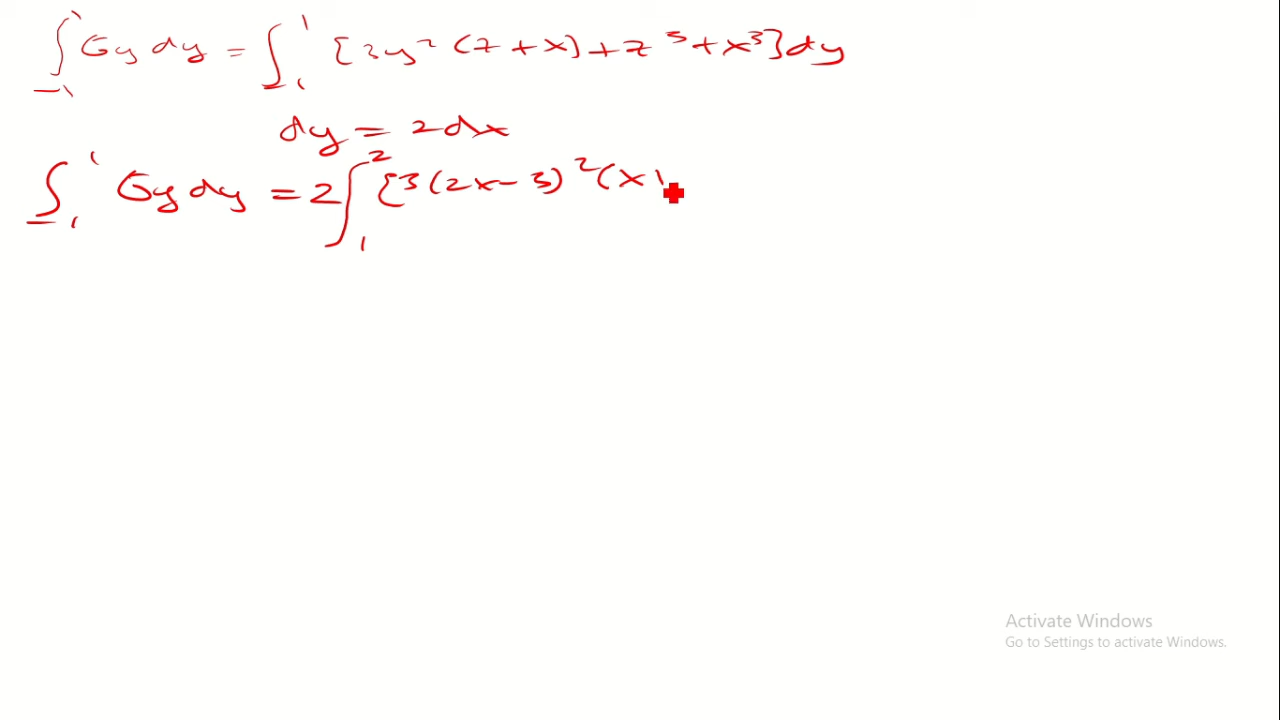 ∫₋₁¹ Gy dy = ∫₋₁¹ [3y² (z + x) + z³ + x³] dy
dy = 2dx
∫₋₁¹ Gy dy = 2 ∫₁² [3(2x - 3)² (x)
Activate Windows
Go to Settings to activate Windows.